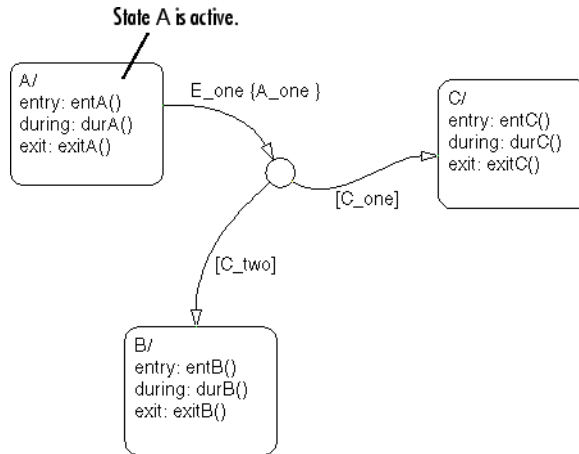 State A is active.
A/
entry: entA()
during: durA()
exit: exitA()
E_one {A_one }
C/
entry: entC()
during: durC()
exit: exitC()
[C_one]
[C_two]
B/
entry: entB()
during: durB()
exit: exitB()